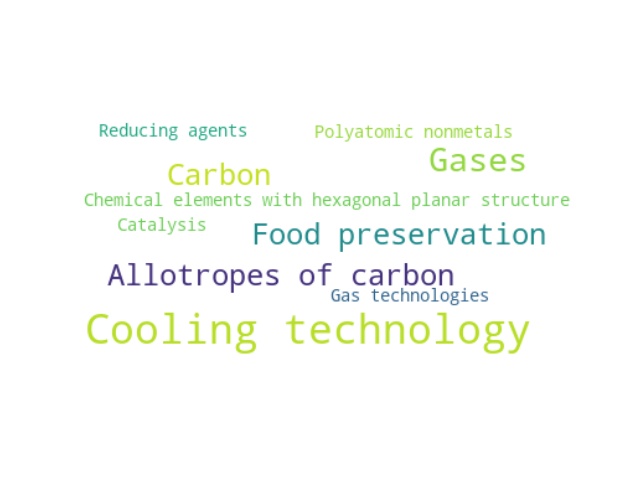 Reducing agents
Polyatomic nonmetals
Gases
Carbon
Chemical elements with hexagonal planar structure
Catalysis
Food preservation
Allotropes of carbon
Gas technologies
Cooling technology